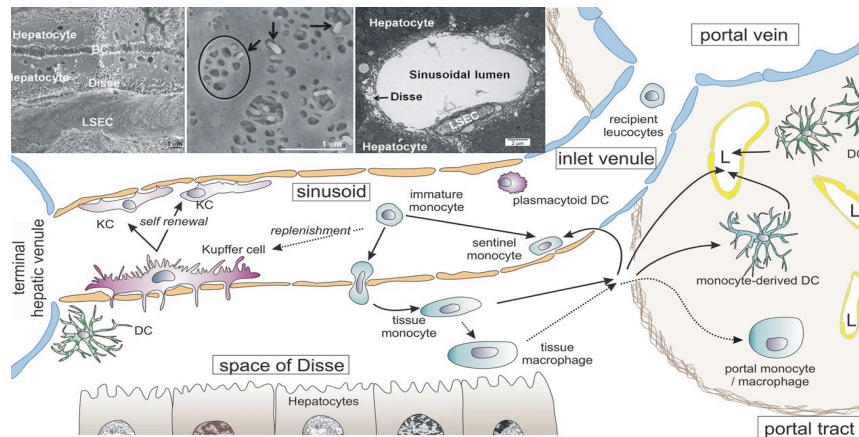 Hepatocyte
BC
Hepatocyte
Disse
LSEC
1 um
Hepatocyte
Sinusoidal lumen
Disse
LSEC
Hepatocyte
2 μm
portal vein
recipient
leucocytes
inlet venule
L
DC
sinusoid
KC
KC
self renewal
immature
monocyte
plasmacytoid DC
replenishment
Kupffer cell
sentinel
monocyte
terminal
hepatic venule
monocyte-derived DC
L
L
DC
tissue
monocyte
tissue
macrophage
portal monocyte
/ macrophage
space of Disse
Hepatocytes
portal tract